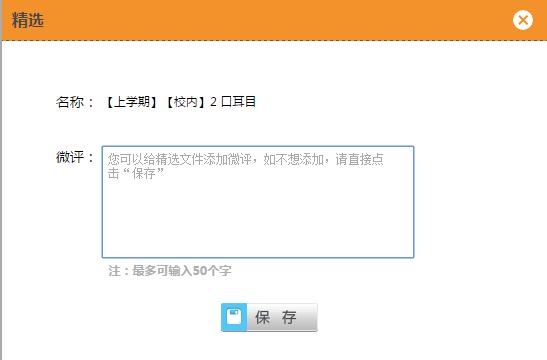 精选
名称： 【上学期】【校内】2 口耳目
微评： 您可以给精选文件添加微评，如不想添加，请直接点
击“保存”
注：最多可输入50个字
保 存